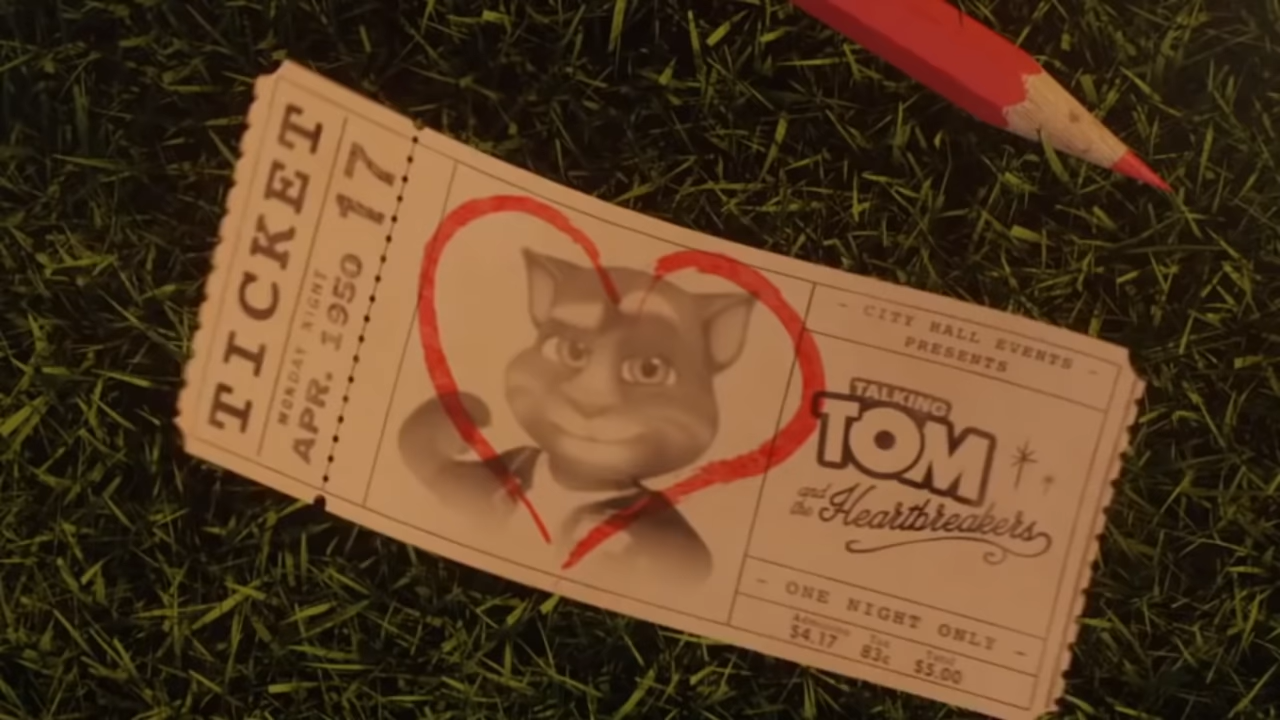 TICKET
MONDAY NIGHT
APR. 1950 17
- CITY HALL EVENTS
PRESENTS -
TALKING
TOM
and
the Heartbreakers
- ONE NIGHT ONLY -
Admission Tax Total
$4.17 83¢ $5.00